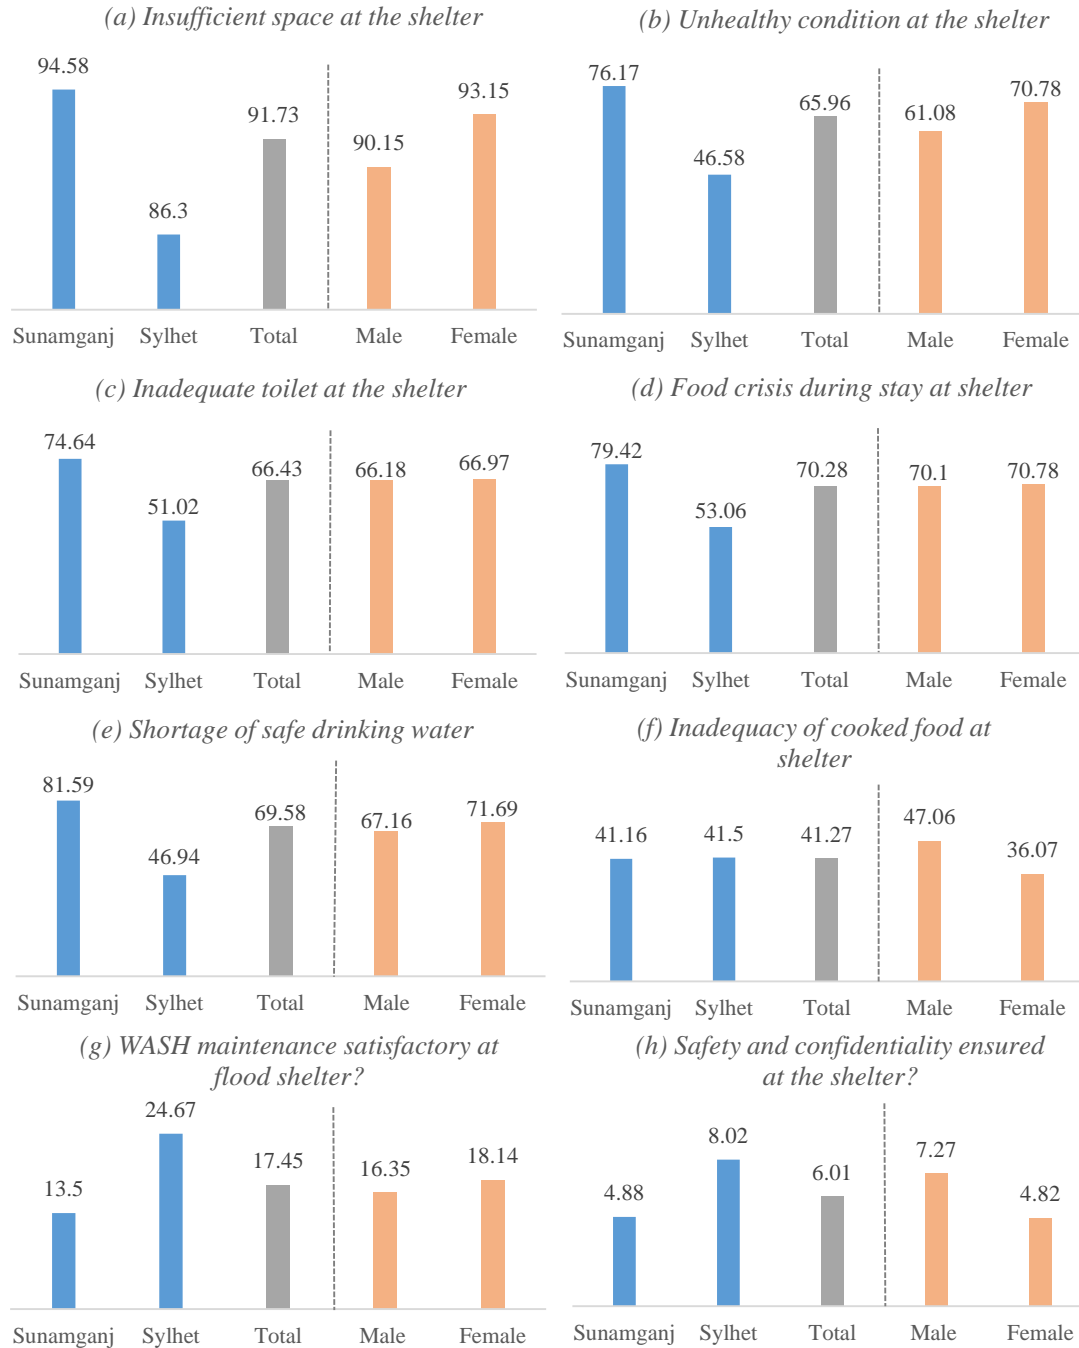 (a) Insufficient space at the shelter
94.58
86.3
91.73
90.15
93.15
Sunamganj Sylhet Total Male Female
(b) Unhealthy condition at the shelter
76.17
46.58
65.96
61.08
70.78
Sunamganj Sylhet Total Male Female
(c) Inadequate toilet at the shelter
74.64
51.02
66.43
66.18
66.97
Sunamganj Sylhet Total Male Female
(d) Food crisis during stay at shelter
79.42
53.06
70.28
70.1
70.78
Sunamganj Sylhet Total Male Female
(e) Shortage of safe drinking water
81.59
46.94
69.58
67.16
71.69
Sunamganj Sylhet Total Male Female
(f) Inadequacy of cooked food at
shelter
41.16
41.5
41.27
47.06
36.07
Sunamganj Sylhet Total Male Female
(g) WASH maintenance satisfactory at
flood shelter?
13.5
24.67
17.45
16.35
18.14
Sunamganj Sylhet Total Male Female
(h) Safety and confidentiality ensured
at the shelter?
4.88
8.02
6.01
7.27
4.82
Sunamganj Sylhet Total Male Female